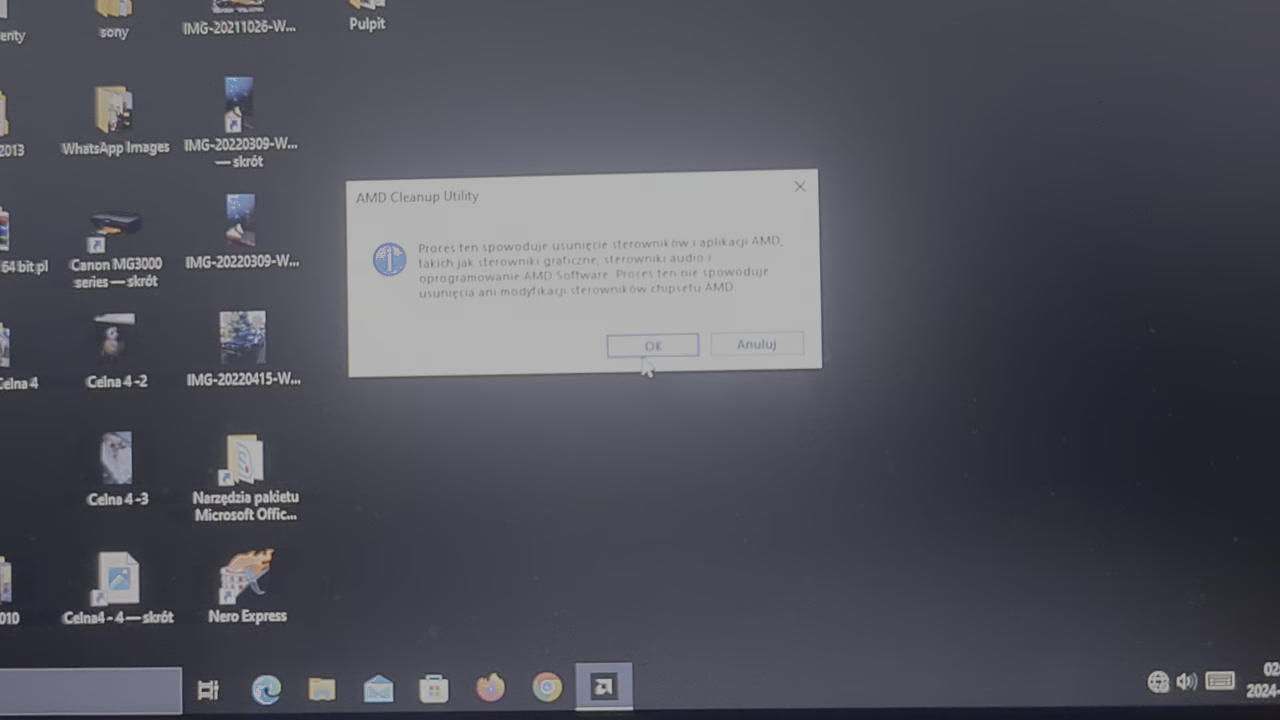 enty
sony
IMG-20211026-W...
Pulpit
2013
WhatsApp Images
IMG-20220309-W...
— skrót
64 bit pl
Canon MG3000
series — skrót
IMG-20220309-W...
Celna 4
Celna 4 -2
IMG-20220415-W...
Celna 4 -3
Narzędzia pakietu
Microsoft Offic...
010
Celna4 - 4 — skrót
Nero Express
AMD Cleanup Utility
Proces ten spowoduje usunięcie sterowników i aplikacji AMD,
takich jak sterowniki graficzne, sterowniki audio i
oprogramowanie AMD Software. Proces ten nie spowoduje
usunięcia ani modyfikacji sterowników chipsetu AMD.
OK
Anuluj
02:
2024-